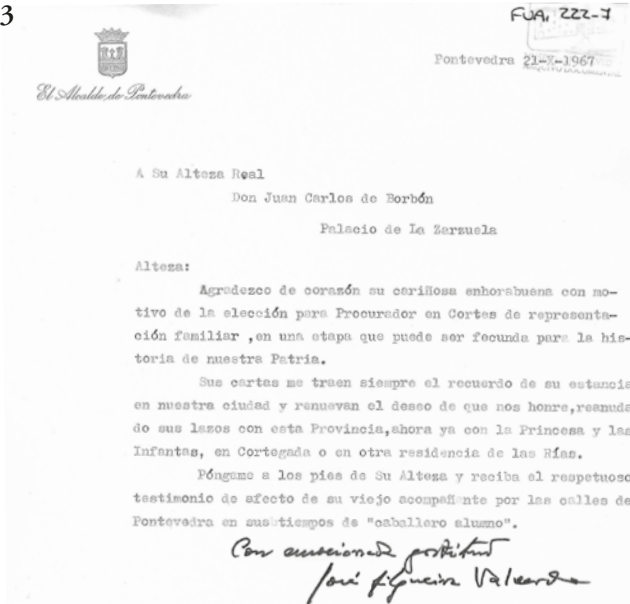 3
FUA. 222-7
Pontevedra 21-X-1967
El Alcalde de Pontevedra
A Su Alteza Real
Don Juan Carlos de Borbón
Palacio de La Zarzuela
Alteza:
Agradezco de corazón su cariñosa enhorabuena con mo-
tivo de la elección para Procurador en Cortes de representa-
ción familiar ,en una etapa que puede ser fecunda para la his-
toria de nuestra Patria.
Sus cartas me traen siempre el recuerdo de su estancia
en nuestra ciudad y renuevan el deseo de que nos honre,reanuda
do sus lazos con esta Provincia,ahora ya con la Princesa y las
Infantas, en Cortegada o en otra residencia de las Rías.
Póngame a los pies de Su Alteza y reciba el respetuoso
testimonio de afecto de su viejo acompañante por las calles de
Pontevedra en sus tiempos de "caballero alumno".
Con emocionada gratitud
José Filgueira Valverde